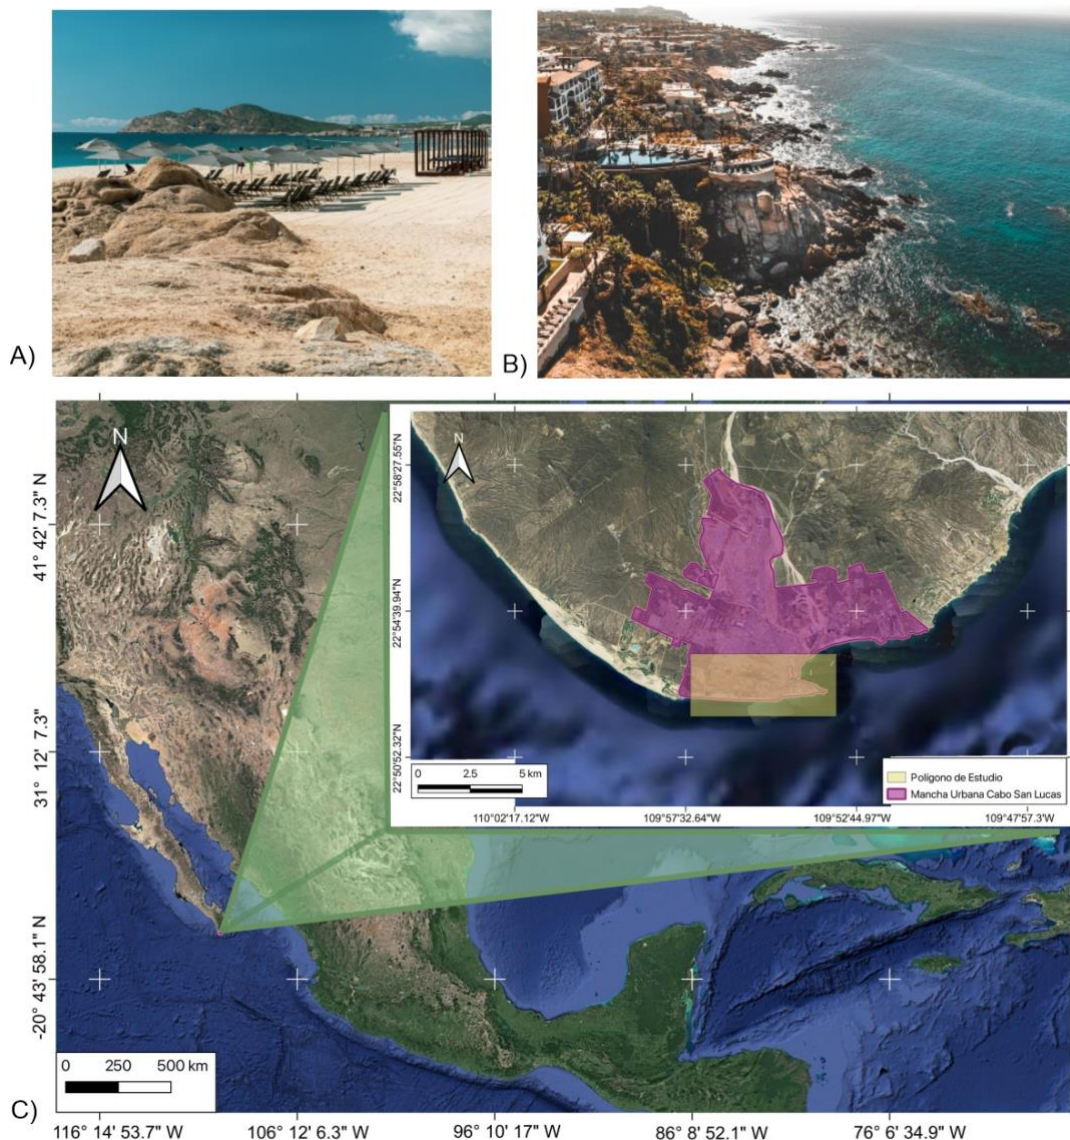 A)
B)
N
41° 42' 7.3" N
31° 12' 7.3"
-20° 43' 58.1" N
N
22°58'27.55"N
22°54'39.94"N
22°50'52.32"N
0 2.5 5 km
Polígono de Estudio
Mancha Urbana Cabo San Lucas
110°02'17.12"W
109°57'32.64"W
109°52'44.97"W
109°47'57.3"W
0 250 500 km
C)
116° 14' 53.7" W
106° 12' 6.3" W
96° 10' 17" W
86° 8' 52.1" W
76° 6' 34.9" W